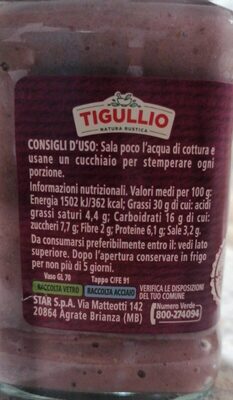 TIGULLIO
NATURA RUSTICA
CONSIGLI D'USO: Sala poco l'acqua di cottura e
usane un cucchiaio per stemperare ogni
porzione.
Informazioni nutrizionali. Valori medi per 100 g:
Energia 1502 kJ/362 kcal; Grassi 30 g di cui: acidi
grassi saturi 4,4 g; Carboidrati 16 g di cui:
zuccheri 7,7 g; Fibre 2 g; Proteine 6,1 g; Sale 3,2 g.
Da consumarsi preferibilmente entro il: vedi lato
superiore. Dopo l'apertura conservare in frigo
per non più di 5 giorni.
Vaso GL 70 Tappo C/FE 91
RACCOLTA VETRO RACCOLTA ACCIAIO
VERIFICA LE DISPOSIZIONI
DEL TUO COMUNE
STAR S.p.A. Via Matteotti 142
20864 Agrate Brianza (MB)
Numero Verde
800-274094